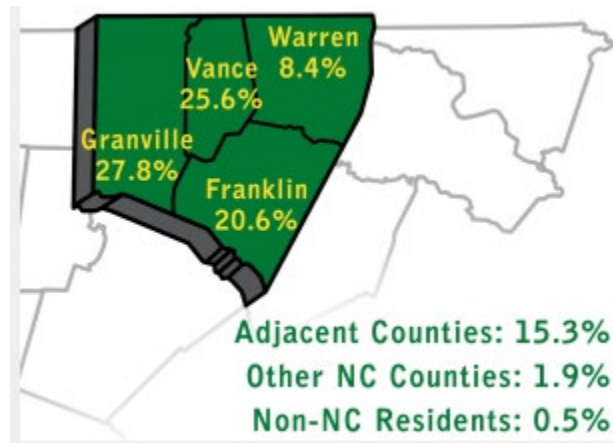 Warren
8.4%
Vance
25.6%
Granville
27.8%
Franklin
20.6%
Adjacent Counties: 15.3%
Other NC Counties: 1.9%
Non-NC Residents: 0.5%